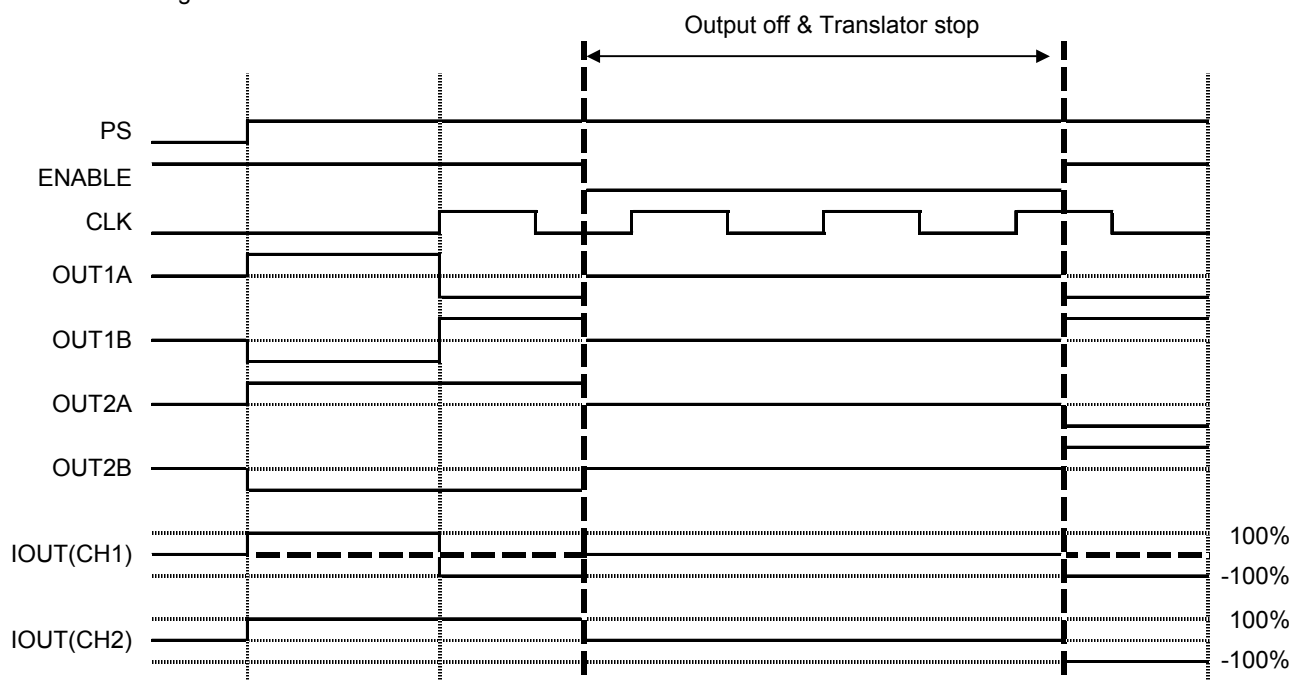 Output off & Translator stop
PS
ENABLE
CLK
OUT1A
OUT1B
OUT2A
OUT2B
100%
IOUT(CH1)
-100%
100%
IOUT(CH2)
-100%